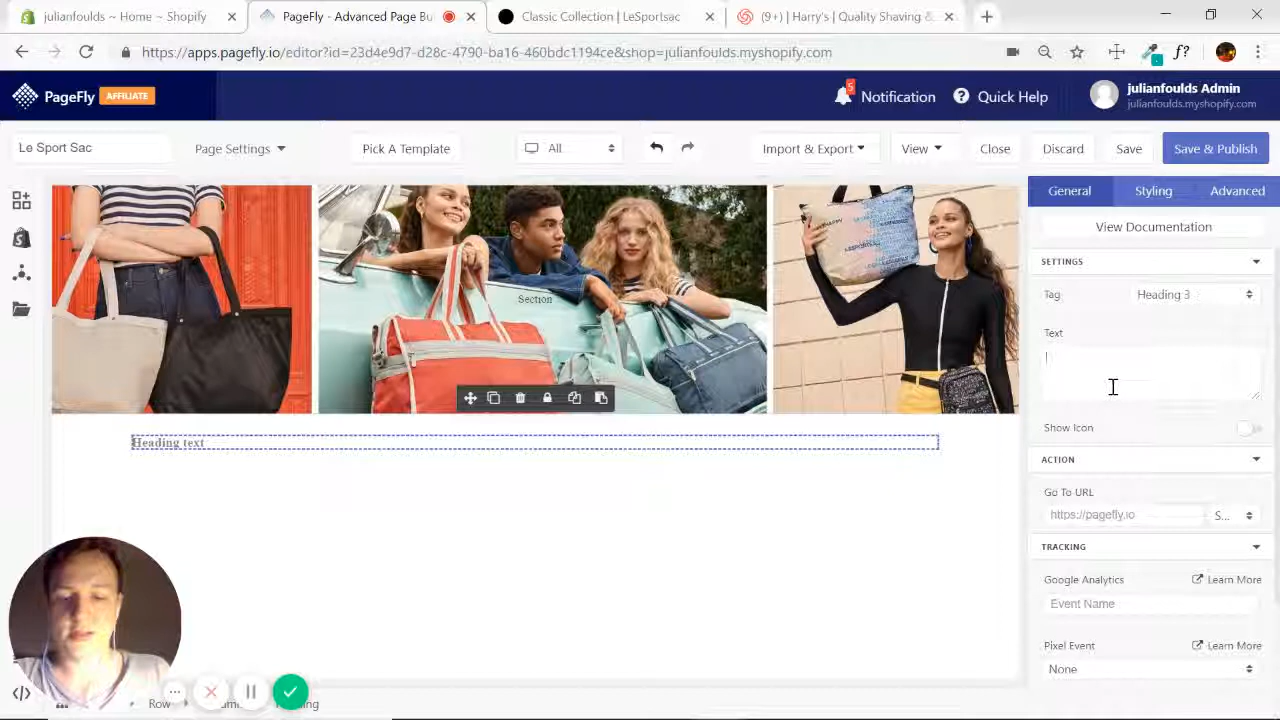 julianfoulds ~ Home ~ Shopify
PageFly - Advanced Page Bu
Classic Collection | LeSportsac
(9+) | Harry's | Quality Shaving &
https://apps.pagefly.io/editor?id=23d4e9d7-d28c-4790-ba16-460bdc1194ce&shop=julianfoulds.myshopify.com
f?
PageFly AFFILIATE
5
Notification
Quick Help
julianfoulds Admin
julianfoulds.myshopify.com
Le Sport Sac
Page Settings
Pick A Template
All
Import & Export
View
Close
Discard
Save
Save & Publish
General
Styling
Advanced
View Documentation
SETTINGS
Tag
Heading 3
Text
Show Icon
ACTION
Go To URL
https://pagefly.io
S...
TRACKING
Google Analytics
Learn More
Event Name
Pixel Event
Learn More
None
Section
Heading text
Row